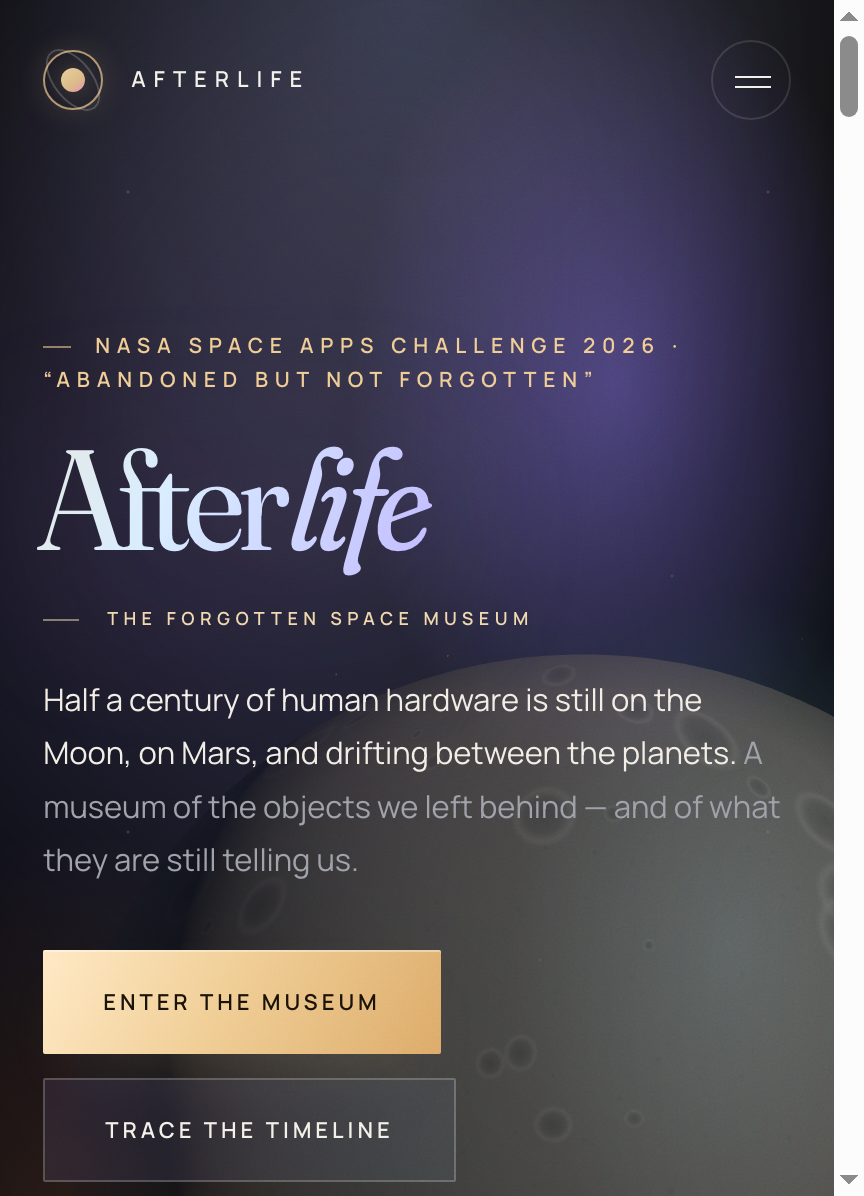 AFTERLIFE
NASA SPACE APPS CHALLENGE 2026 ·
“ABANDONED BUT NOT FORGOTTEN”
Afterlife
THE FORGOTTEN SPACE MUSEUM
Half a century of human hardware is still on the
Moon, on Mars, and drifting between the planets. A
museum of the objects we left behind — and of what
they are still telling us.
ENTER THE MUSEUM
TRACE THE TIMELINE